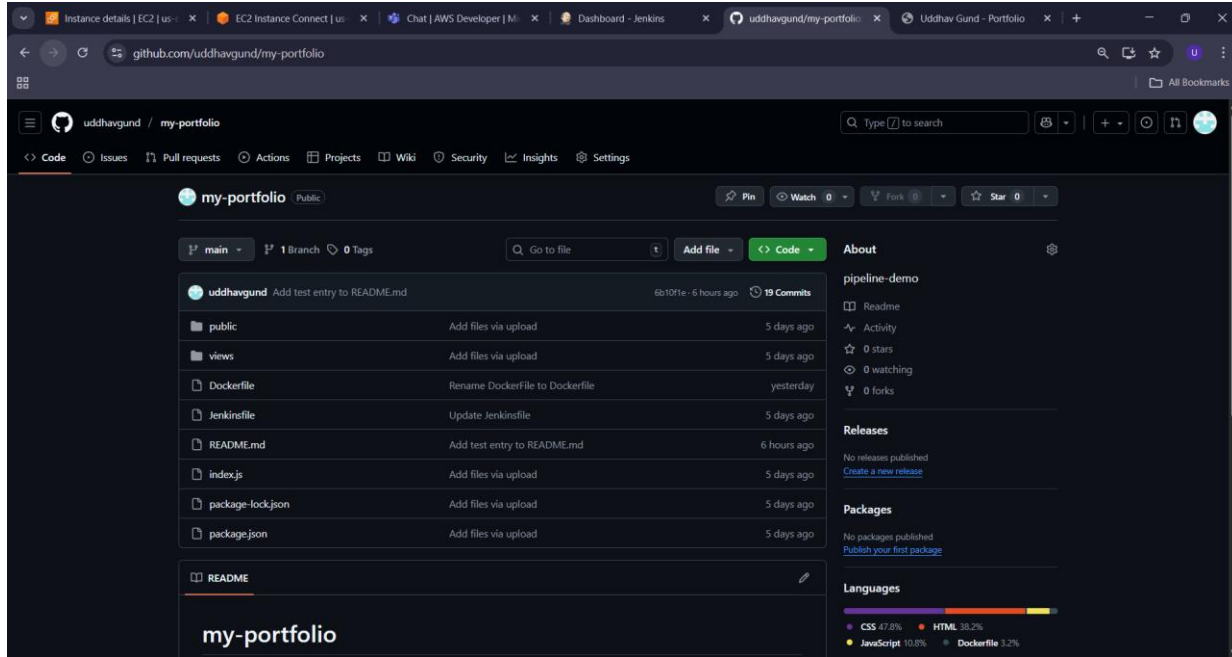 Instance details | EC2 | us-
EC2 Instance Connect | us-
Chat | AWS Developer | M
Dashboard - Jenkins
uddhavgund/my-portfolio
Uddhav Gund - Portfolio
github.com/uddhavgund/my-portfolio
U
All Bookmarks
uddhavgund / my-portfolio
Type / to search
<> Code Issues Pull requests Actions Projects Wiki Security Insights Settings
my-portfolio Public
Pin Watch 0 Fork 0 Star 0
main 1 Branch 0 Tags Go to file t Add file <> Code
uddhavgund Add test entry to README.md 6b10f1e · 6 hours ago 19 Commits
public Add files via upload 5 days ago
views Add files via upload 5 days ago
Dockerfile Rename DockerFile to Dockerfile yesterday
Jenkinsfile Update Jenkinsfile 5 days ago
README.md Add test entry to README.md 6 hours ago
index.js Add files via upload 5 days ago
package-lock.json Add files via upload 5 days ago
package.json Add files via upload 5 days ago
README
my-portfolio
About
pipeline-demo
Readme
Activity
0 stars
0 watching
0 forks
Releases
No releases published
Create a new release
Packages
No packages published
Publish your first package
Languages
CSS 47.8% HTML 38.2%
JavaScript 10.8% Dockerfile 3.2%